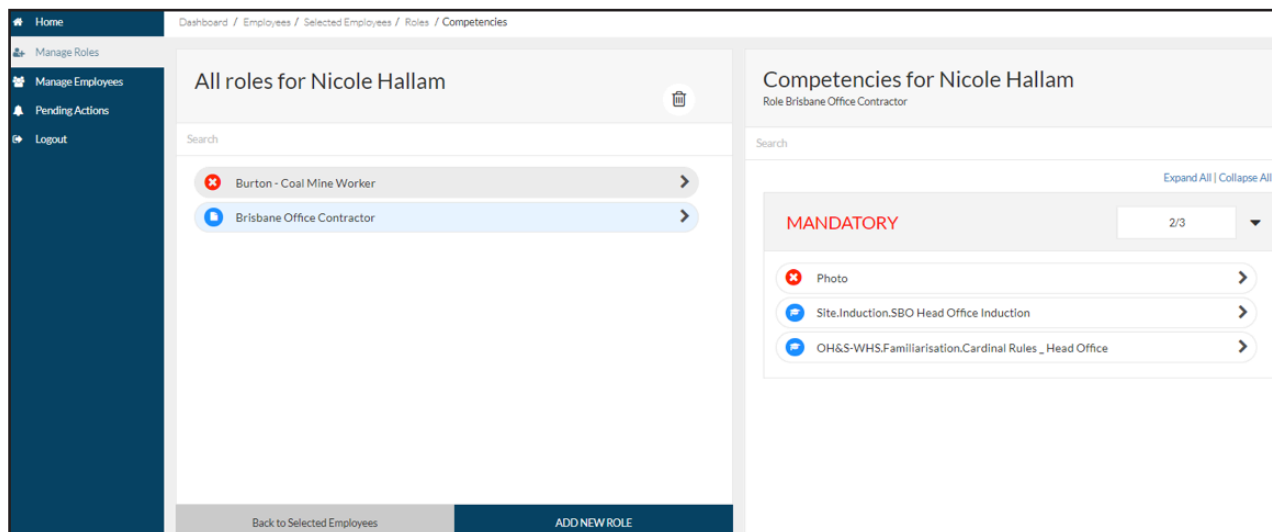 Home
Manage Roles
Manage Employees
Pending Actions
Logout
Dashboard / Employees / Selected Employees / Roles / Competencies
All roles for Nicole Hallam
Search
Burton - Coal Mine Worker
Brisbane Office Contractor
Back to Selected Employees
ADD NEW ROLE
Competencies for Nicole Hallam
Role Brisbane Office Contractor
Search
Expand All | Collapse All
MANDATORY 2/3
Photo
Site.Induction.SBO Head Office Induction
OH&S-WHS.Familiarisation.Cardinal Rules _ Head Office